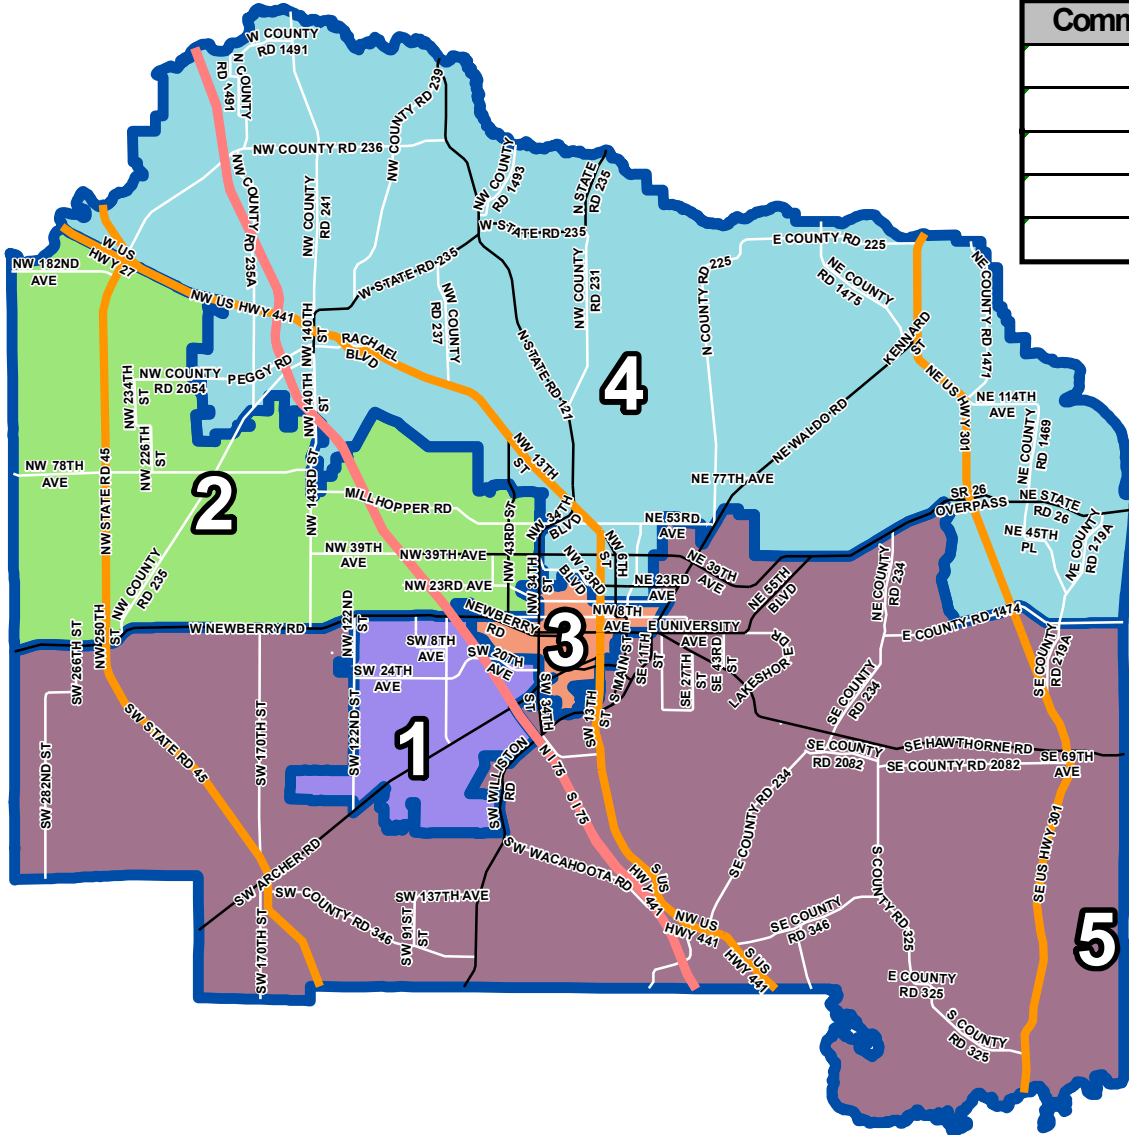 Comm
W COUNTY
RD 1491
N COUNTY
RD 1491
NW COUNTY RD 239
NW COUNTY RD 236
NW COUNTY
RD 1493
N STATE
RD 235
NW COUNTY RD 235A
NW COUNTY
RD 241
W STATE RD 235
W STATE RD 235
E COUNTY RD 225
W US
HWY 27
NW 182ND
AVE
NW US HWY 441
NW 140TH
ST
RACHAEL
BLVD
NW COUNTY
RD 237
NW COUNTY
RD 231
N COUNTY RD 225
NE COUNTY
RD 1475
NE COUNTY RD 1471
KENNARD
ST
N STATE RD 121
PEGGY RD
NW COUNTY
RD 2054
NW 234TH
ST
NW 140TH
ST
4
NE US HWY 301
NE 114TH
AVE
NE COUNTY
RD 1469
NE WALDO RD
NW 226TH
ST
NW STATE RD 45
NW 78TH
AVE
NW 143RD ST
NW 13TH
ST
NE 77TH AVE
2
MILLHOPPER RD
NW 43RD ST
NW 34TH
BLVD
NE 53RD
AVE
SR 26
OVERPASS
NE STATE
RD 26
NE 45TH
PL
NE COUNTY
RD 219A
NW 39TH
AVE
NW 39TH AVE
NW 6TH
ST
NE 39TH
AVE
NW 23RD AVE
NW 34TH
ST
NW 23RD
BLVD
NE 23RD
AVE
NE 55TH
BLVD
NE COUNTY
RD 234
NW COUNTY
RD 235
NW 250TH
ST
SW 266TH ST
W NEWBERRY RD
NW 122ND
ST
NEWBERRY
RD
NW 8TH
AVE
3
E UNIVERSITY
AVE
E COUNTY RD 1474
SW 8TH
AVE
SW 20TH
AVE
SW 24TH
AVE
SW 34TH
ST
S MAIN ST
SE 11TH
ST
SE 27TH
ST
SE 43RD
ST
LAKESHORE DR
SE COUNTY
RD 219A
SE COUNTY
RD 234
SW 13TH
ST
1
SW 122ND ST
SW 170TH ST
SW STATE RD 45
SW 282ND ST
SW WILLISTON
RD
N I 75
S I 75
SE COUNTY
RD 2082
SE HAWTHORNE RD
SE COUNTY RD 2082
SE 69TH
AVE
SE COUNTY RD 234
SE US HWY 301
SW ARCHER RD
SW WACAHOOTA RD
S US
HWY 441
SW COUNTY RD 346
SW 137TH AVE
SW 91ST
ST
SW 170TH ST
NW US
HWY 441
S US
HWY 441
SE COUNTY
RD 346
S COUNTY RD 325
5
E COUNTY
RD 325
S COUNTY
RD 325